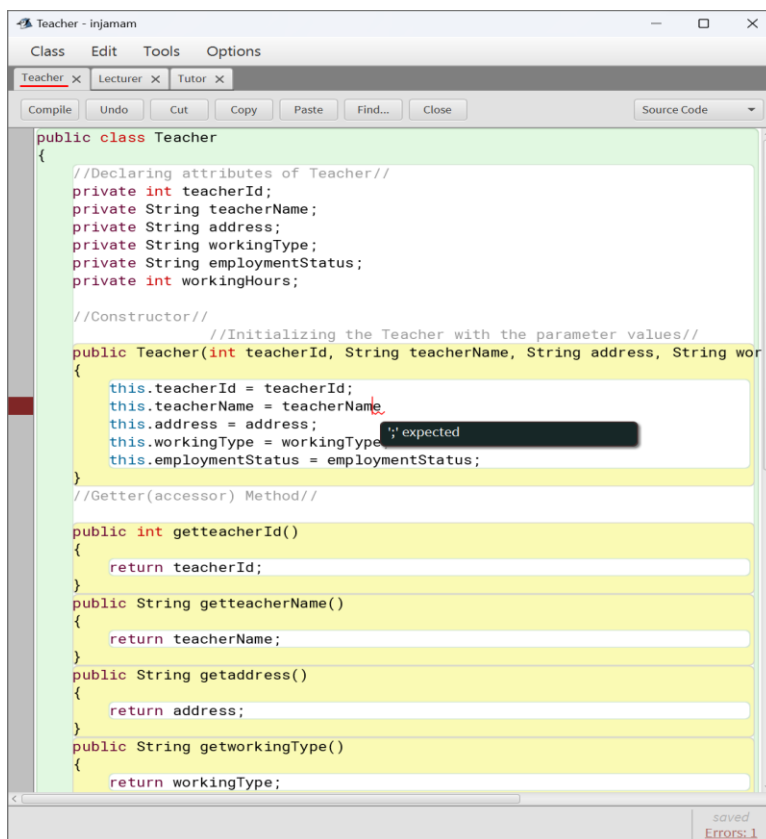 Teacher - injamam
Class Edit Tools Options
Teacher Lecturer Tutor
Compile Undo Cut Copy Paste Find... Close Source Code
public class Teacher
{
//Declaring attributes of Teacher//
private int teacherId;
private String teacherName;
private String address;
private String workingType;
private String employmentStatus;
private int workingHours;
//Constructor//
//Initializing the Teacher with the parameter values//
public Teacher(int teacherId, String teacherName, String address, String wor
{
this.teacherId = teacherId;
this.teacherName = teacherName
this.address = address;
';' expected
this.workingType = workingType
this.employmentStatus = employmentStatus;
}
//Getter(accessor) Method//
public int getteacherId()
{
return teacherId;
}
public String getteacherName()
{
return teacherName;
}
public String getaddress()
{
return address;
}
public String getworkingType()
{
return workingType;
saved
Errors: 1